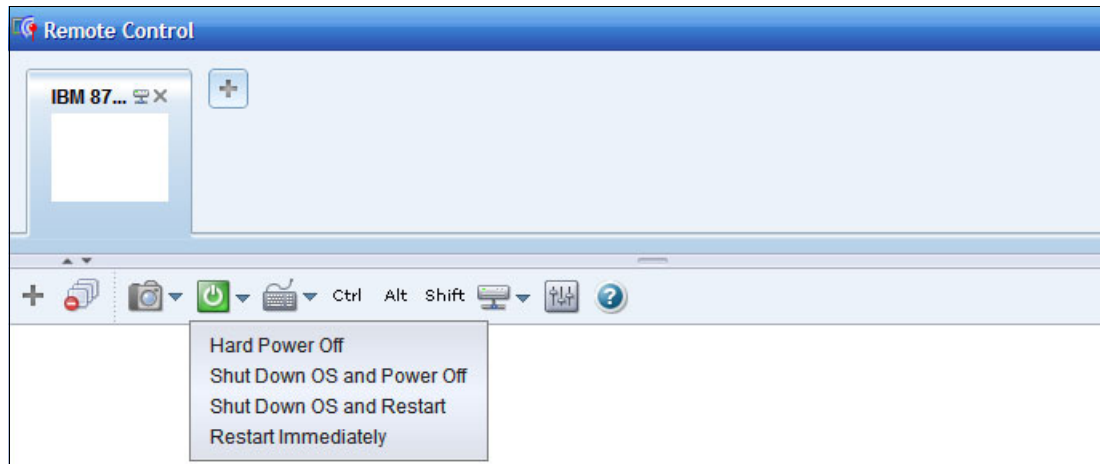 Remote Control
IBM 87...
Ctrl Alt Shift
Hard Power Off
Shut Down OS and Power Off
Shut Down OS and Restart
Restart Immediately